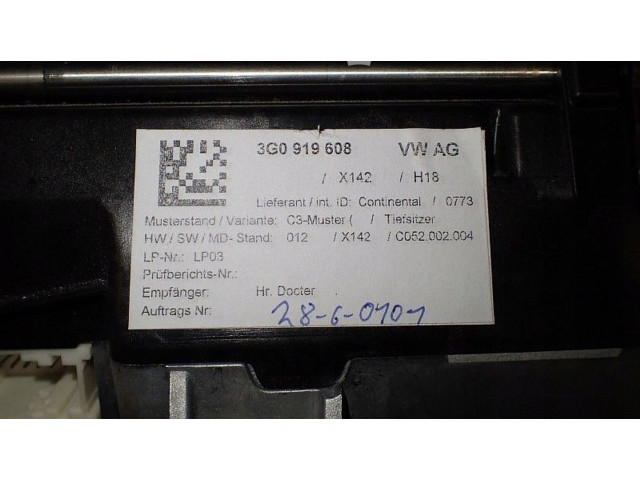 3G0 919 608 VW AG
/ X142 / H18
Lieferant / int. ID: Continental / 0773
Musterstand / Variante: C3-Muster ( / Tiefsitzer
HW / SW / MD- Stand: 012 / X142 / C052.002.004
LP-Nr.: LP03
Prüfberichts-Nr.:
Empfänger: Hr. Docter .
Auftrags Nr: 28-6-0701